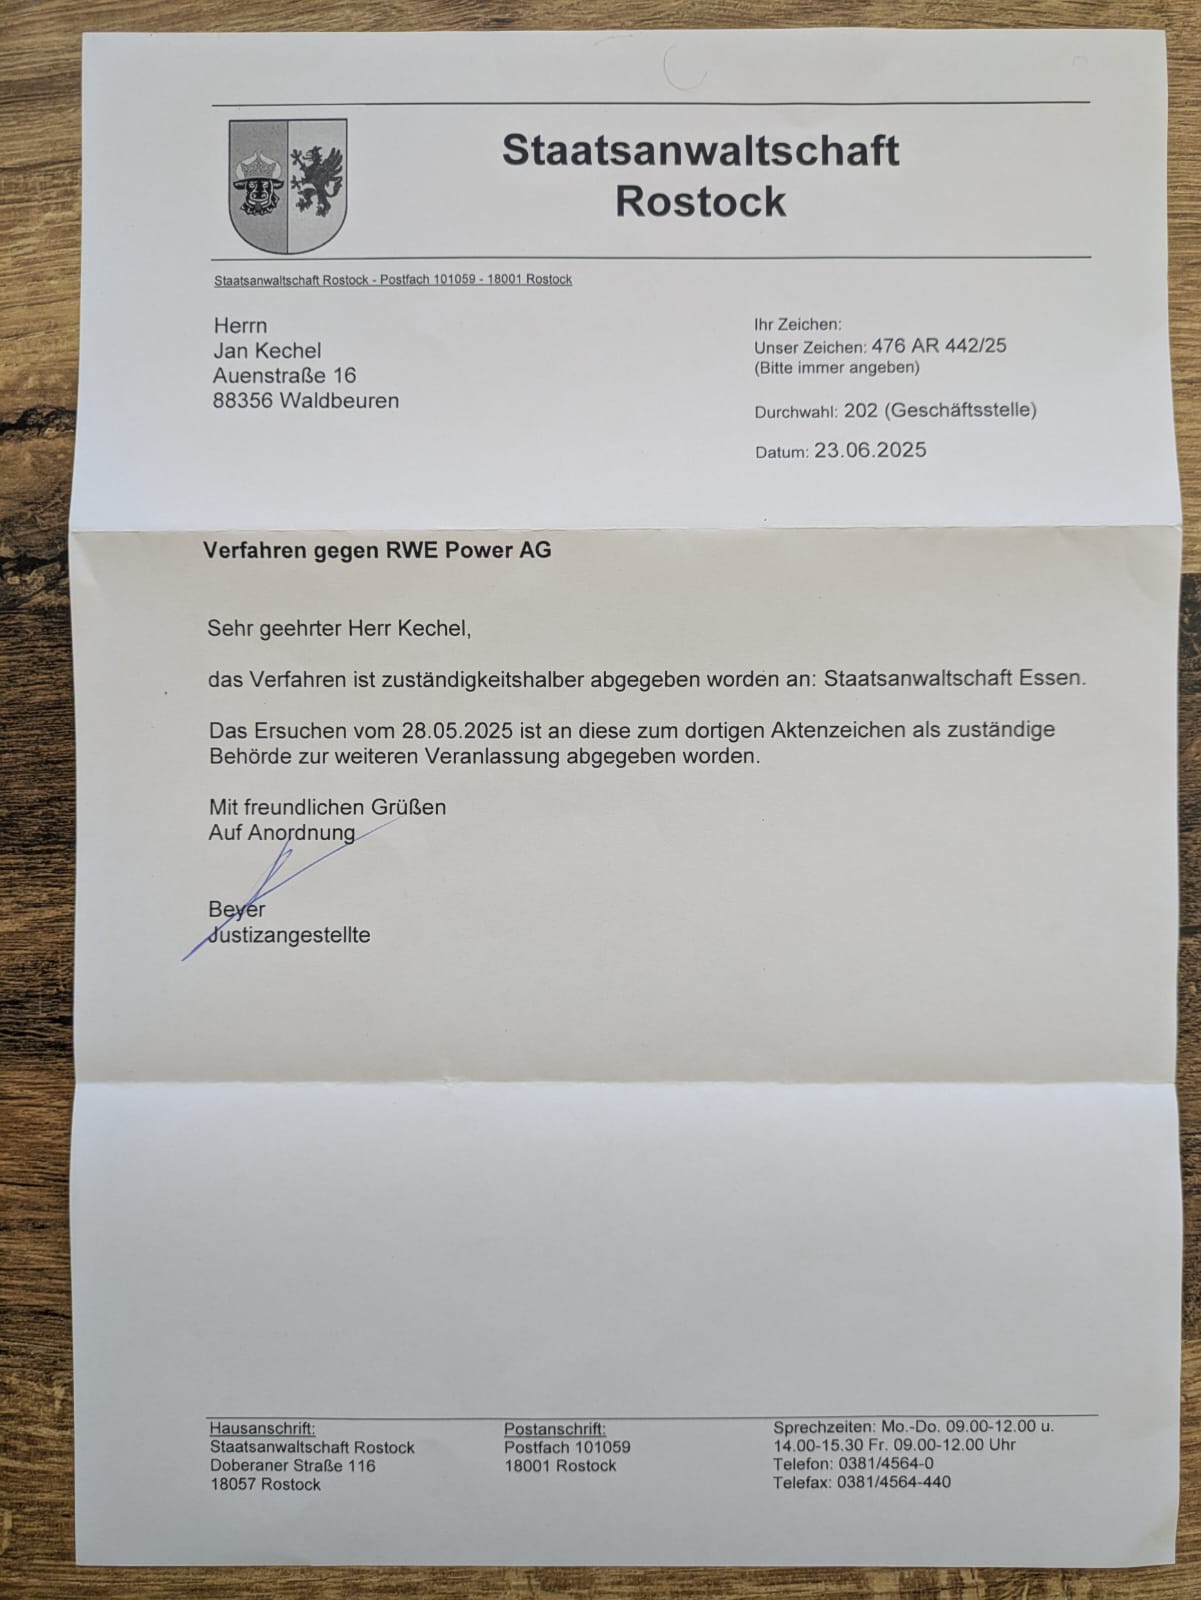 Staatsanwaltschaft
Rostock
Staatsanwaltschaft Rostock - Postfach 101059 - 18001 Rostock
Herrn
Jan Kechel
Auenstraße 16
88356 Waldbeuren
Ihr Zeichen:
Unser Zeichen: 476 AR 442/25
(Bitte immer angeben)
Durchwahl: 202 (Geschäftsstelle)
Datum: 23.06.2025
Verfahren gegen RWE Power AG
Sehr geehrter Herr Kechel,
das Verfahren ist zuständigkeitshalber abgegeben worden an: Staatsanwaltschaft Essen.
Das Ersuchen vom 28.05.2025 ist an diese zum dortigen Aktenzeichen als zuständige
Behörde zur weiteren Veranlassung abgegeben worden.
Mit freundlichen Grüßen
Auf Anordnung
Beyer
Justizangestellte
Hausanschrift:
Staatsanwaltschaft Rostock
Doberaner Straße 116
18057 Rostock
Postanschrift:
Postfach 101059
18001 Rostock
Sprechzeiten: Mo.-Do. 09.00-12.00 u.
14.00-15.30 Fr. 09.00-12.00 Uhr
Telefon: 0381/4564-0
Telefax: 0381/4564-440